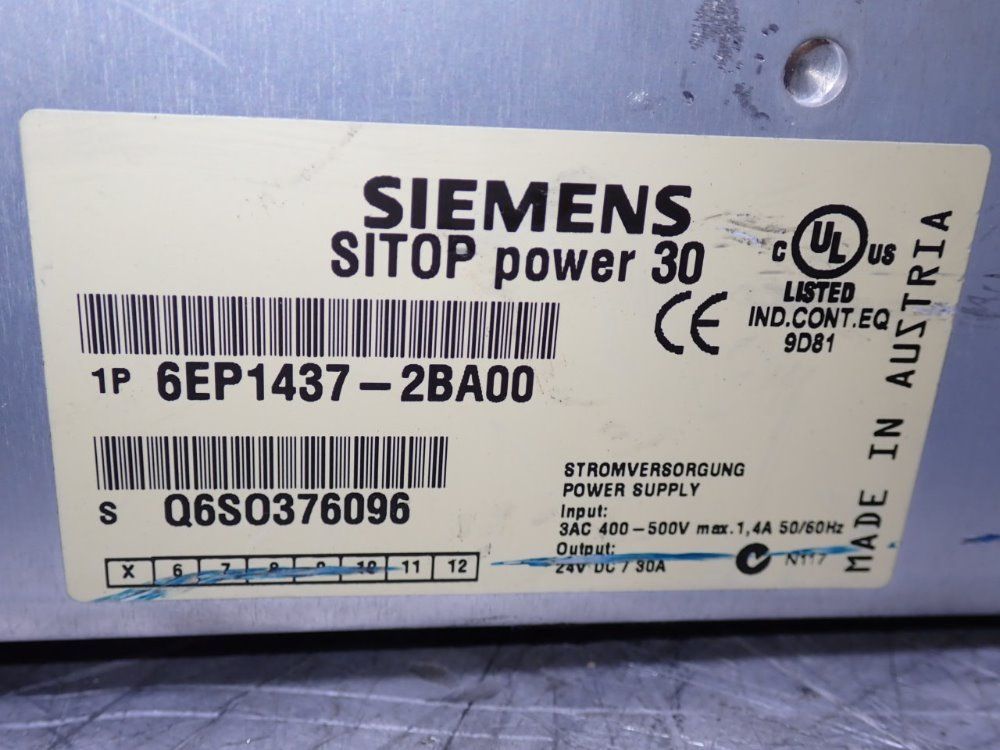 SIEMENS
SITOP power 30
C UL US
LISTED
IND.CONT.EQ
9D81
CE
1P 6EP1437-2BA00
S Q6SO376096
STROMVERSORGUNG
POWER SUPPLY
Input:
3AC 400-500V max.1,4A 50/60Hz
Output:
24V DC / 30A
N117
X 6 7 8 9 10 11 12
MADE IN AUSTRIA